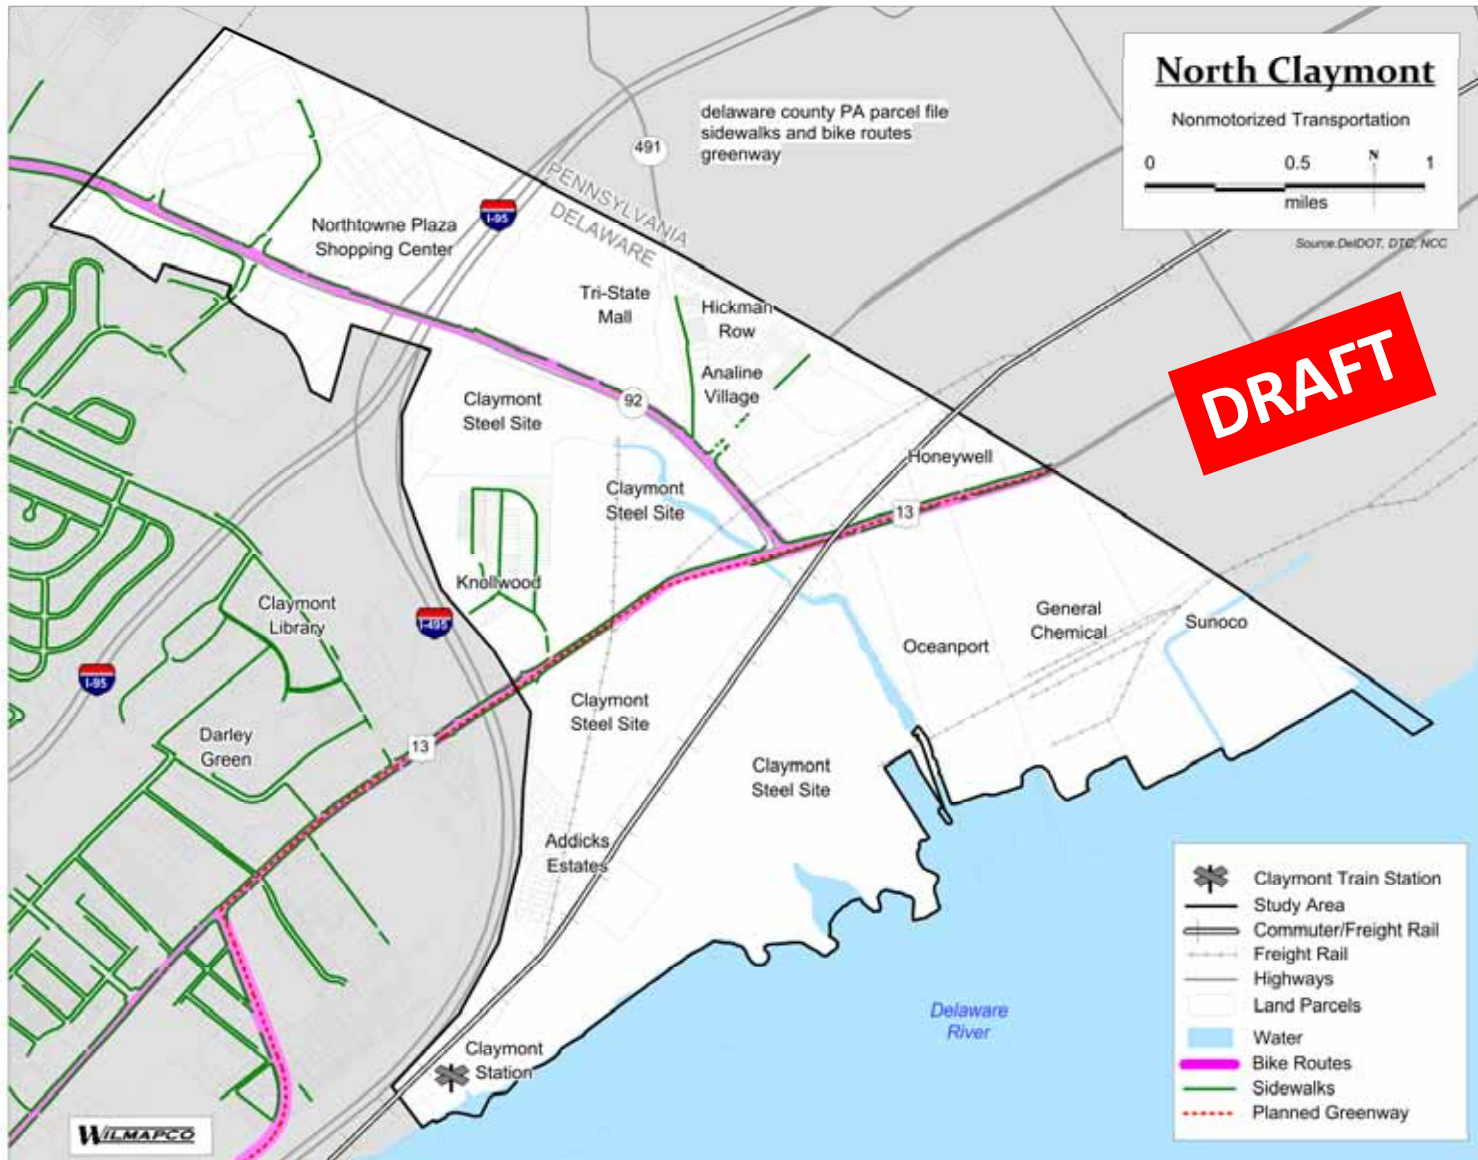 North Claymont
Nonmotorized Transportation
0 0.5 1
N
miles
Source:DelDOT, DTC, NCC
delaware county PA parcel file
sidewalks and bike routes
greenway
491
PENNSYLVANIA
DELAWARE
I-95
Northtowne Plaza
Shopping Center
Tri-State
Mall
Hickman
Row
DRAFT
Analine
Village
Claymont
Steel Site
92
Honeywell
Claymont
Steel Site
13
Knollwood
Claymont
Library
I-495
General
Chemical
Sunoco
Oceanport
I-95
Claymont
Steel Site
Darley
Green
13
Claymont
Steel Site
Addicks
Estates
Delaware
River
Claymont
Station
Claymont Train Station
Study Area
Commuter/Freight Rail
Freight Rail
Highways
Land Parcels
Water
Bike Routes
Sidewalks
Planned Greenway
WILMAPCO